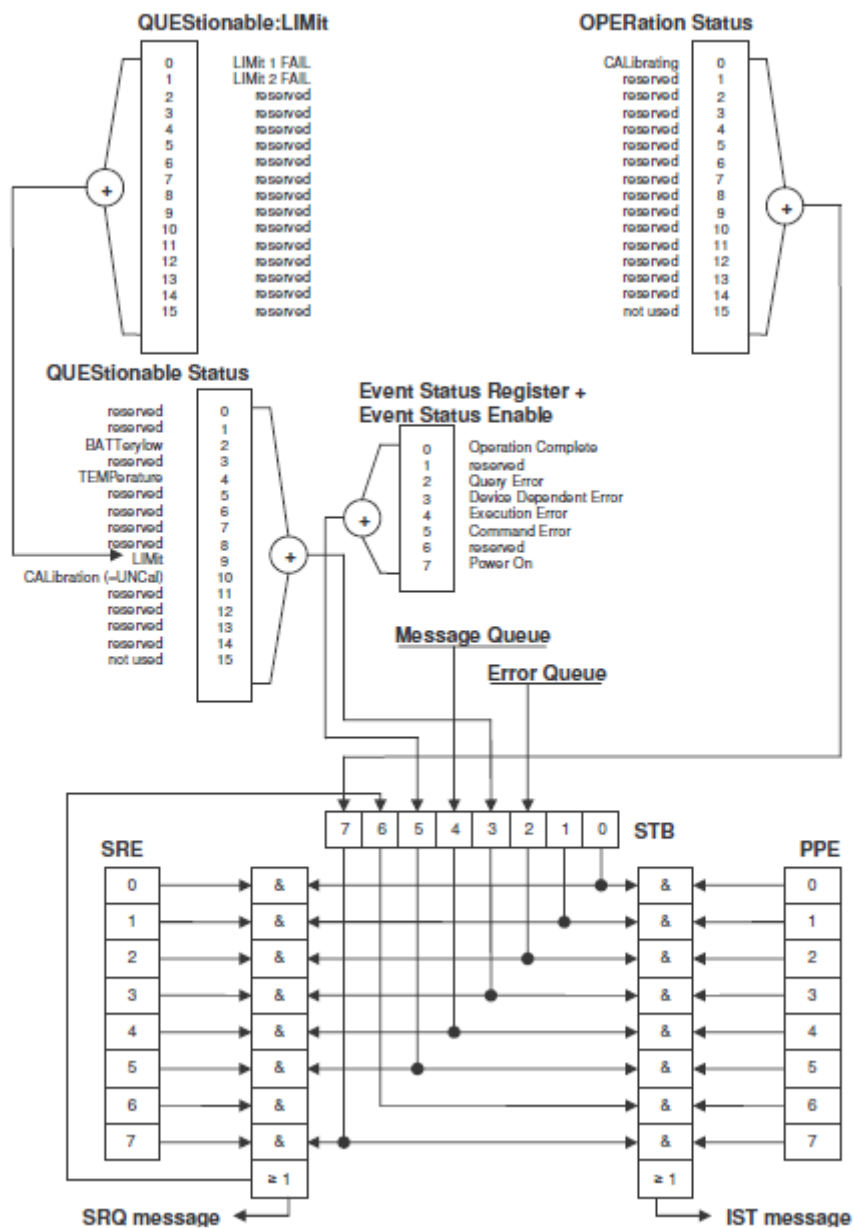 QUEStionable:LIMit
0 LIMit 1 FAIL
1 LIMit 2 FAIL
2 reserved
3 reserved
4 reserved
5 reserved
6 reserved
7 reserved
8 reserved
9 reserved
10 reserved
11 reserved
12 reserved
13 reserved
14 reserved
15 reserved
+
OPERation Status
CALibrating 0
reserved 1
reserved 2
reserved 3
reserved 4
reserved 5
reserved 6
reserved 7
reserved 8
reserved 9
reserved 10
reserved 11
reserved 12
reserved 13
reserved 14
not used 15
+
QUEStionable Status
reserved 0
reserved 1
BATTerylow 2
reserved 3
TEMPerature 4
reserved 5
reserved 6
reserved 7
reserved 8
LIMit 9
CALibration (=UNCal) 10
reserved 11
reserved 12
reserved 13
reserved 14
not used 15
+
Event Status Register +
Event Status Enable
0 Operation Complete
1 reserved
2 Query Error
3 Device Dependent Error
4 Execution Error
5 Command Error
6 reserved
7 Power On
+
Message Queue
Error Queue
7 6 5 4 3 2 1 0 STB
SRE
PPE
0 & & 0
1 & & 1
2 & & 2
3 & & 3
4 & & 4
5 & & 5
6 & & 6
7 & & 7
≥ 1 ≥ 1
SRQ message
IST message